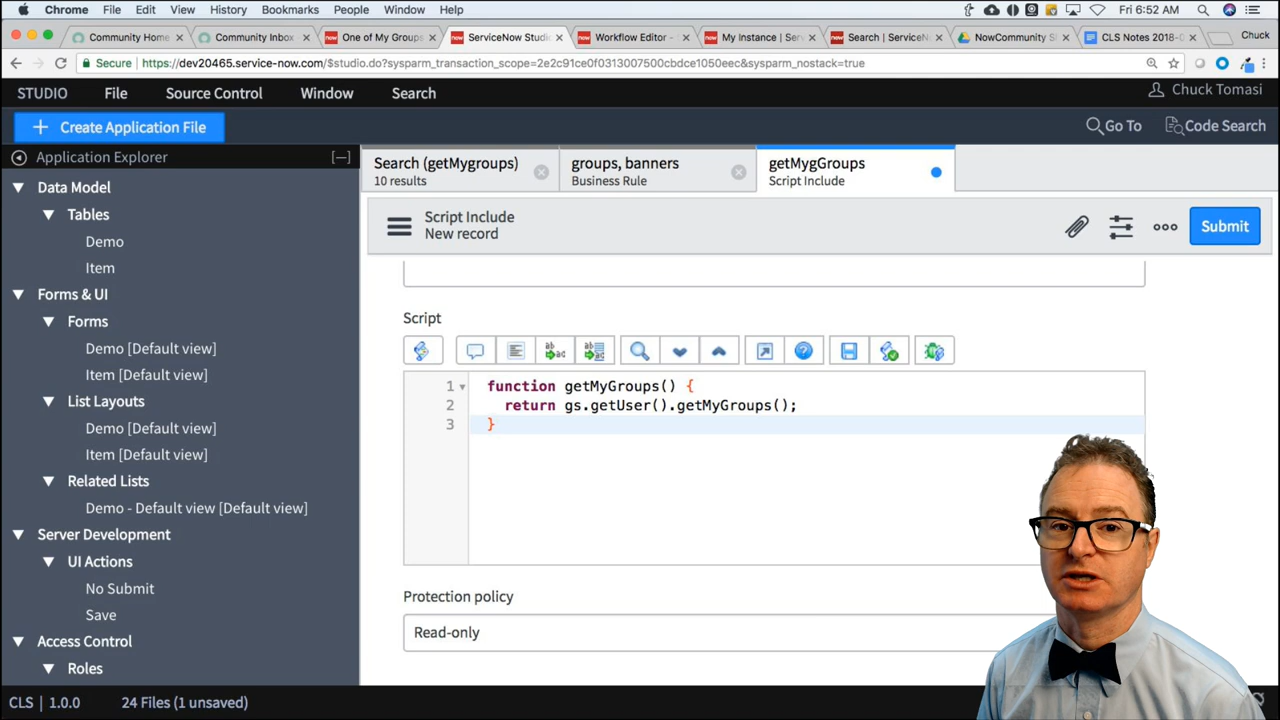 Chrome File Edit View History Bookmarks People Window Help Fri 6:52 AM
Community Home Community Inbox One of My Groups ServiceNow Studio Workflow Editor - My Instance | Serv Search | ServiceN NowCommunity S CLS Notes 2018-0 Chuck
Secure https://dev20465.service-now.com/$studio.do?sysparm_transaction_scope=2e2c91ce0f0313007500cbdce1050eec&sysparm_nostack=true
STUDIO File Source Control Window Search Chuck Tomasi
+ Create Application File Go To Code Search
Application Explorer [—]
Data Model
Tables
Demo
Item
Forms & UI
Forms
Demo [Default view]
Item [Default view]
List Layouts
Demo [Default view]
Item [Default view]
Related Lists
Demo - Default view [Default view]
Server Development
UI Actions
No Submit
Save
Access Control
Roles
CLS | 1.0.0 24 Files (1 unsaved)
Search (getMygroups)
10 results
groups, banners
Business Rule
getMygGroups
Script Include
Script Include
New record
Submit
Script
1 function getMyGroups() {
2 return gs.getUser().getMyGroups();
3 }
Protection policy
Read-only